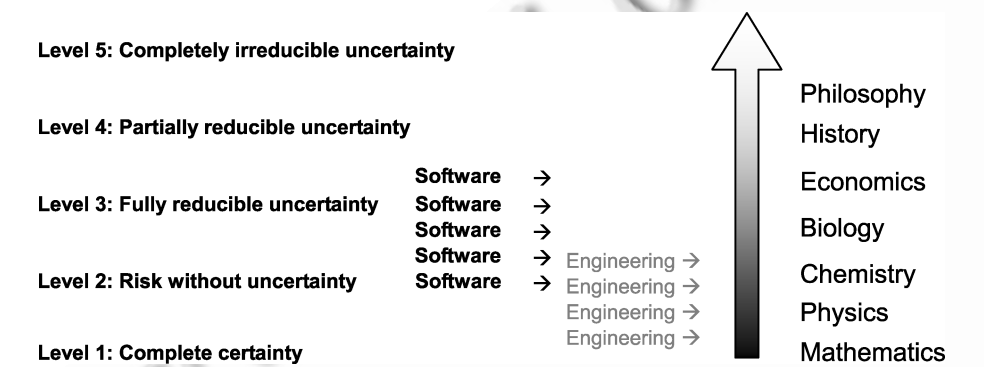 Level 5: Completely irreducible uncertainty
Philosophy
Level 4: Partially reducible uncertainty
History
Software →
Economics
Level 3: Fully reducible uncertainty Software →
Software →
Biology
Software → Engineering →
Level 2: Risk without uncertainty Software → Engineering →
Chemistry
Engineering →
Physics
Engineering →
Level 1: Complete certainty
Mathematics